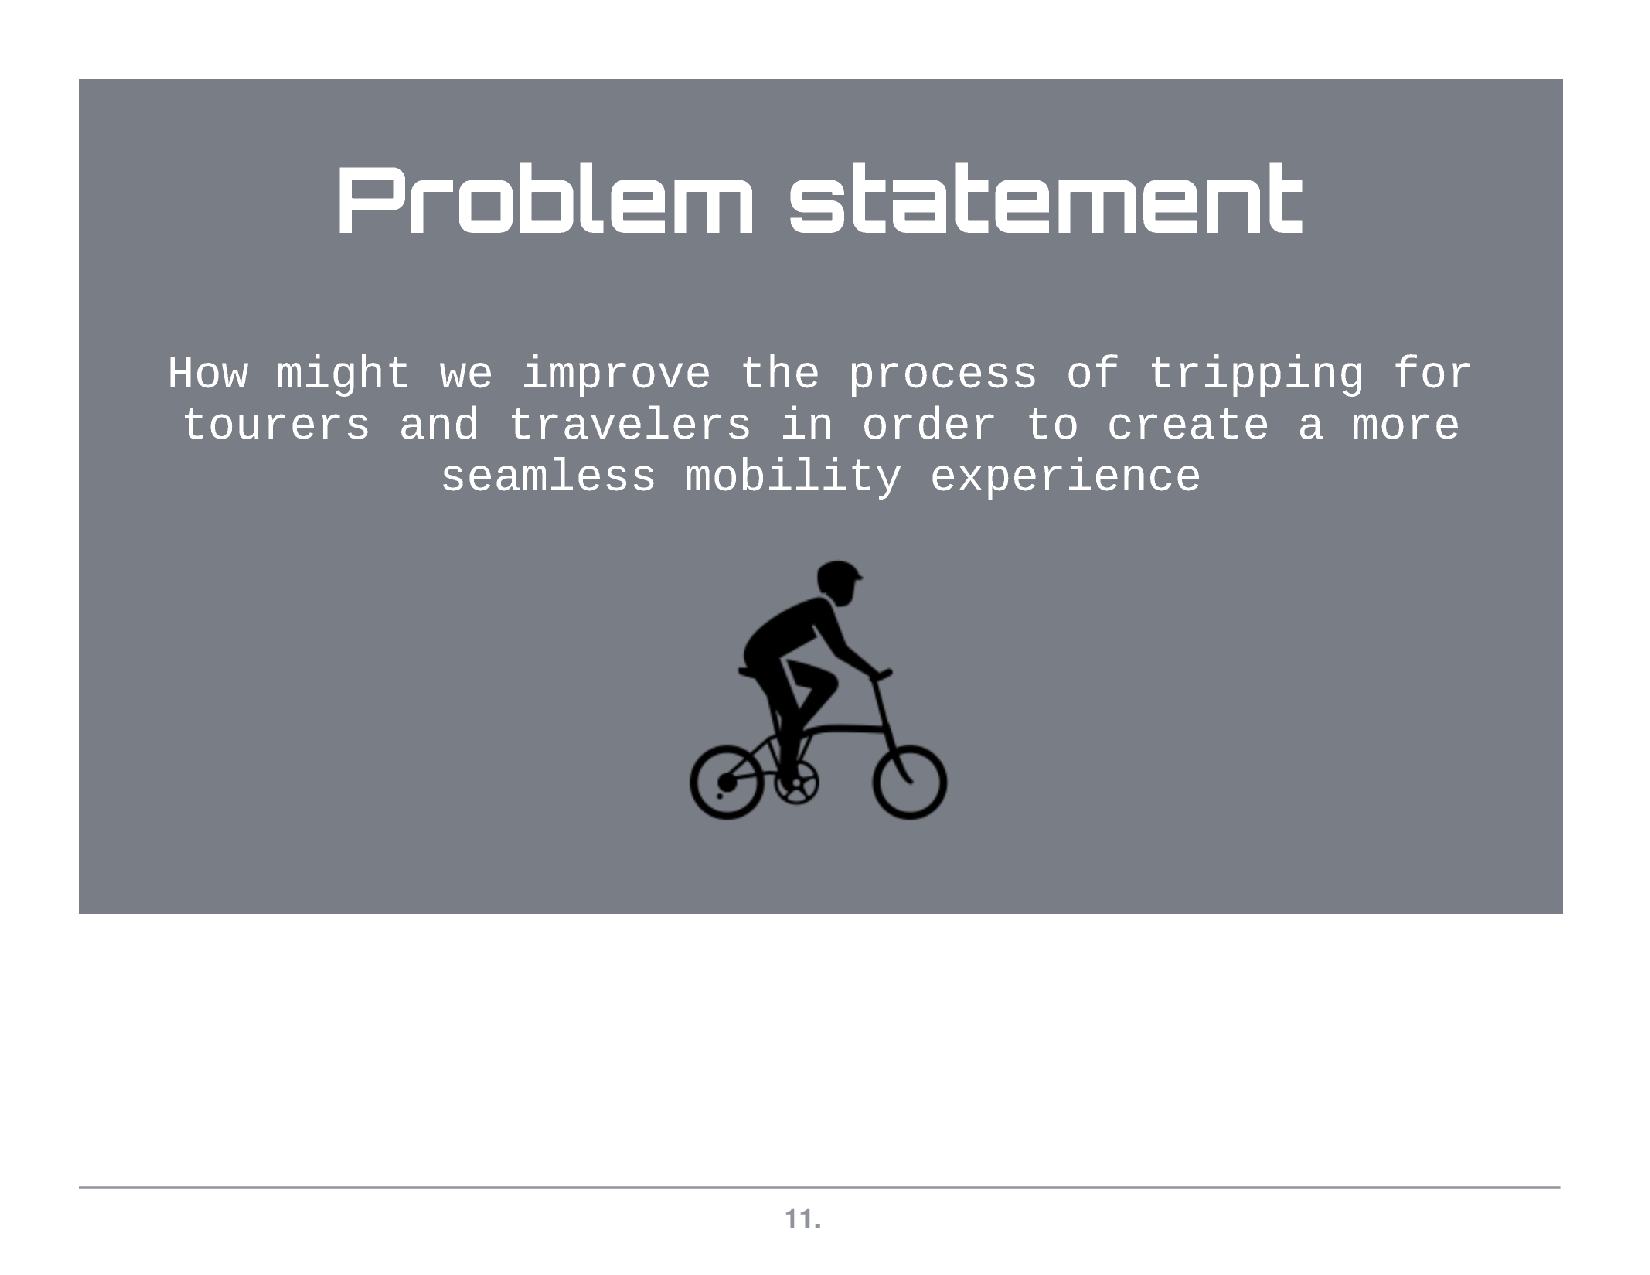 Problem statement
How might we improve the process of tripping for
tourers and travelers in order to create a more
seamless mobility experience
11.